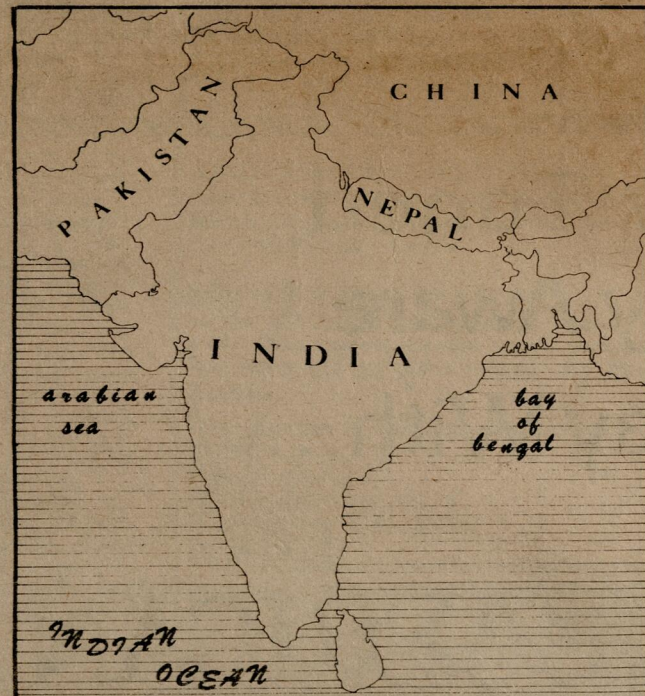 CHINA
PAKISTAN
NEPAL
INDIA
arabian
sea
bay
of
bengal
INDIAN
OCEAN